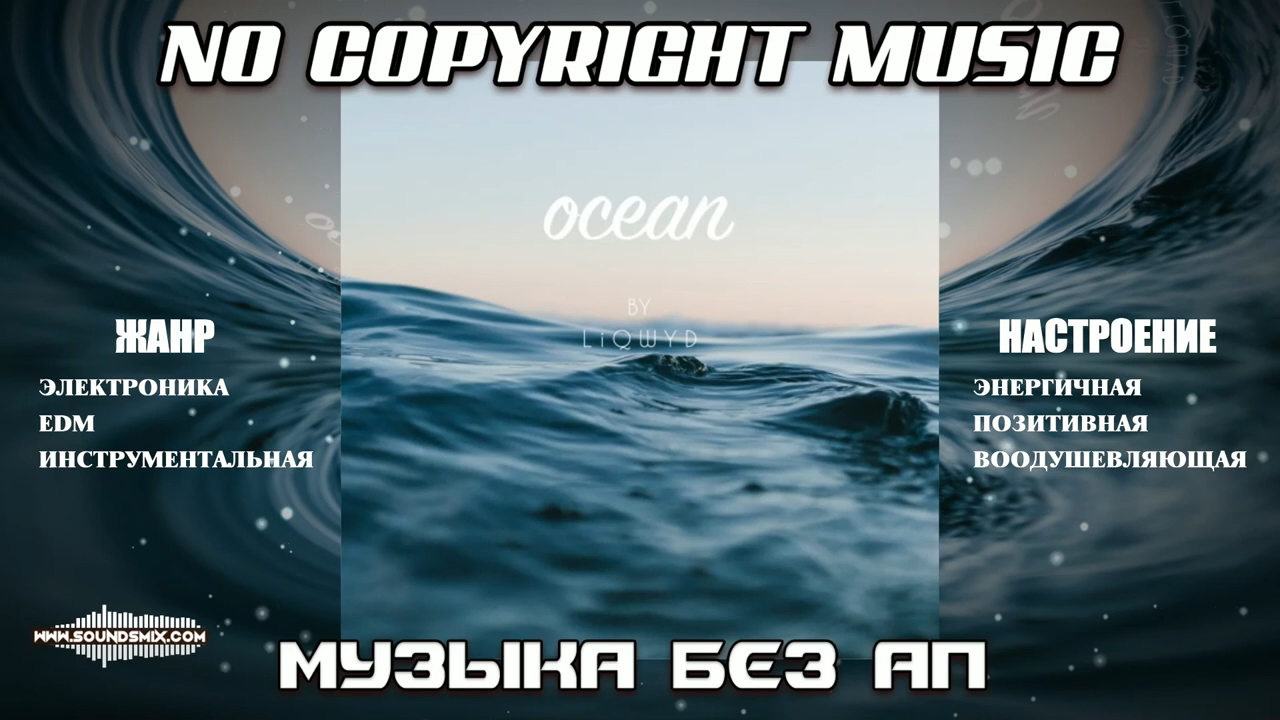 NO COPYRIGHT MUSIC
ocean
BY
LiQWYD
ЖАНР
ЭЛЕКТРОНИКА
EDM
ИНСТРУМЕНТАЛЬНАЯ
НАСТРОЕНИЕ
ЭНЕРГИЧНАЯ
ПОЗИТИВНАЯ
ВООДУШЕВЛЯЮЩАЯ
WWW.SOUNDSMIX.COM
МУЗЫКА БЕЗ АП